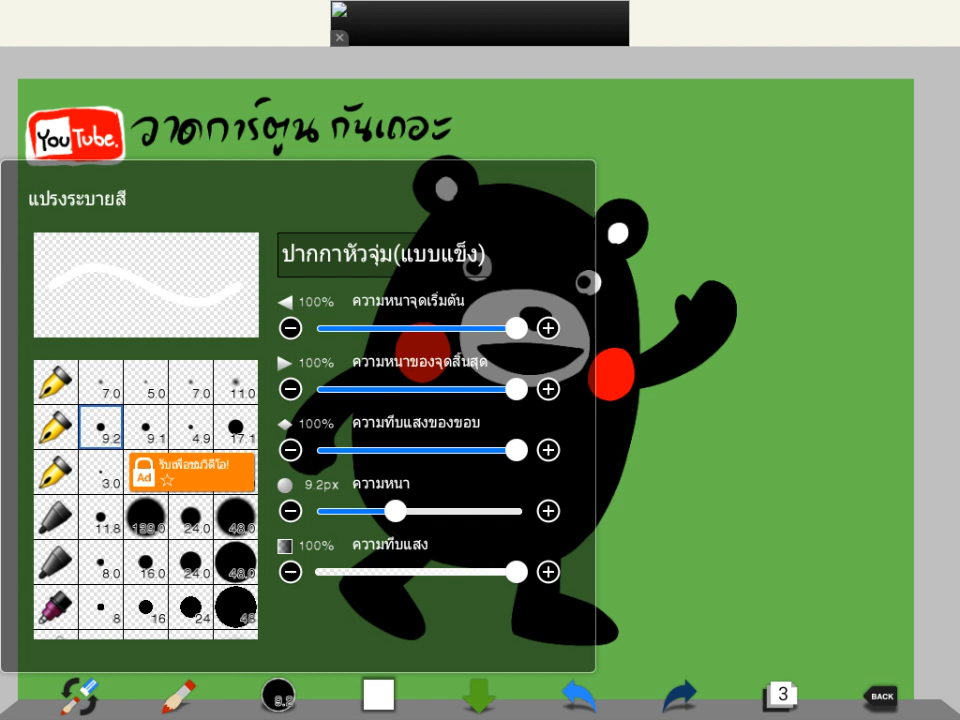 YouTube.
วาดการ์ตูน กันเถอะ
แปรงระบายสี
ปากกาหัวจุ่ม(แบบแข็ง)
100% ความหนาจุดเริ่มต้น
100% ความหนาของจุดสิ้นสุด
100% ความทึบแสงของขอบ
9.2px ความหนา
100% ความทึบแสง
7.0 5.0 7.0 11.0
9.2 9.1 4.9 17.1
3.0
Ad
รับเพื่อชมวิดีโอ!
11.8 139.0 24.0 48.0
8.0 16.0 24.0 48.0
8 16 24 48
9.2
3
BACK